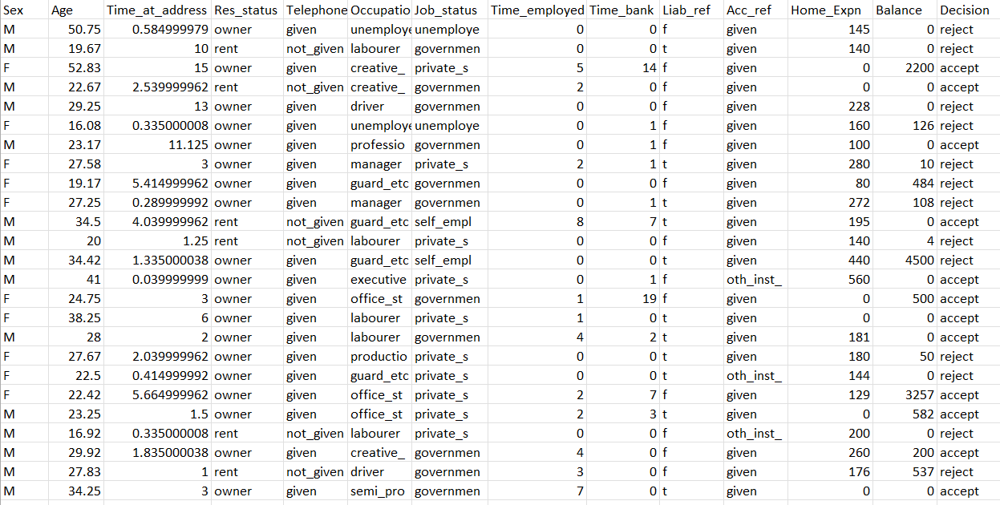 Sex Age Time_at_address Res_status Telephone Occupatio Job_status Time_employed Time_bank Liab_ref Acc_ref Home_Expn Balance Decision
M 50.75 0.584999979 owner given unemploye unemploye 0 0 f given 145 0 reject
M 19.67 10 rent not_given labourer governmen 0 0 t given 140 0 reject
F 52.83 15 owner given creative_ private_s 5 14 f given 0 2200 accept
M 22.67 2.539999962 rent not_given creative_ governmen 2 0 f given 0 0 accept
M 29.25 13 owner given driver governmen 0 0 f given 228 0 reject
F 16.08 0.335000008 owner given unemploye unemploye 0 1 f given 160 126 reject
M 23.17 11.125 owner given professio governmen 0 1 f given 100 0 accept
F 27.58 3 owner given manager private_s 2 1 t given 280 10 reject
F 19.17 5.414999962 owner given guard_etc governmen 0 0 f given 80 484 reject
F 27.25 0.289999992 owner given manager governmen 0 1 t given 272 108 reject
M 34.5 4.039999962 rent not_given guard_etc self_empl 8 7 t given 195 0 accept
M 20 1.25 rent not_given labourer private_s 0 0 f given 140 4 reject
M 34.42 1.335000038 owner given guard_etc self_empl 0 0 t given 440 4500 reject
M 41 0.039999999 owner given executive private_s 0 1 f oth_inst_ 560 0 accept
F 24.75 3 owner given office_st governmen 1 19 f given 0 500 accept
F 38.25 6 owner given labourer private_s 1 0 t given 0 0 accept
M 28 2 owner given labourer governmen 4 2 t given 181 0 accept
F 27.67 2.039999962 owner given productio private_s 0 0 t given 180 50 reject
F 22.5 0.414999992 owner given guard_etc private_s 0 0 t oth_inst_ 144 0 reject
F 22.42 5.664999962 owner given office_st private_s 2 7 f given 129 3257 accept
M 23.25 1.5 owner given office_st private_s 2 3 t given 0 582 accept
M 16.92 0.335000008 rent not_given labourer private_s 0 0 f oth_inst_ 200 0 reject
M 29.92 1.835000038 owner given creative_ governmen 4 0 f given 260 200 accept
M 27.83 1 rent not_given driver governmen 3 0 f given 176 537 reject
M 34.25 3 owner given semi_pro governmen 7 0 t given 0 0 accept